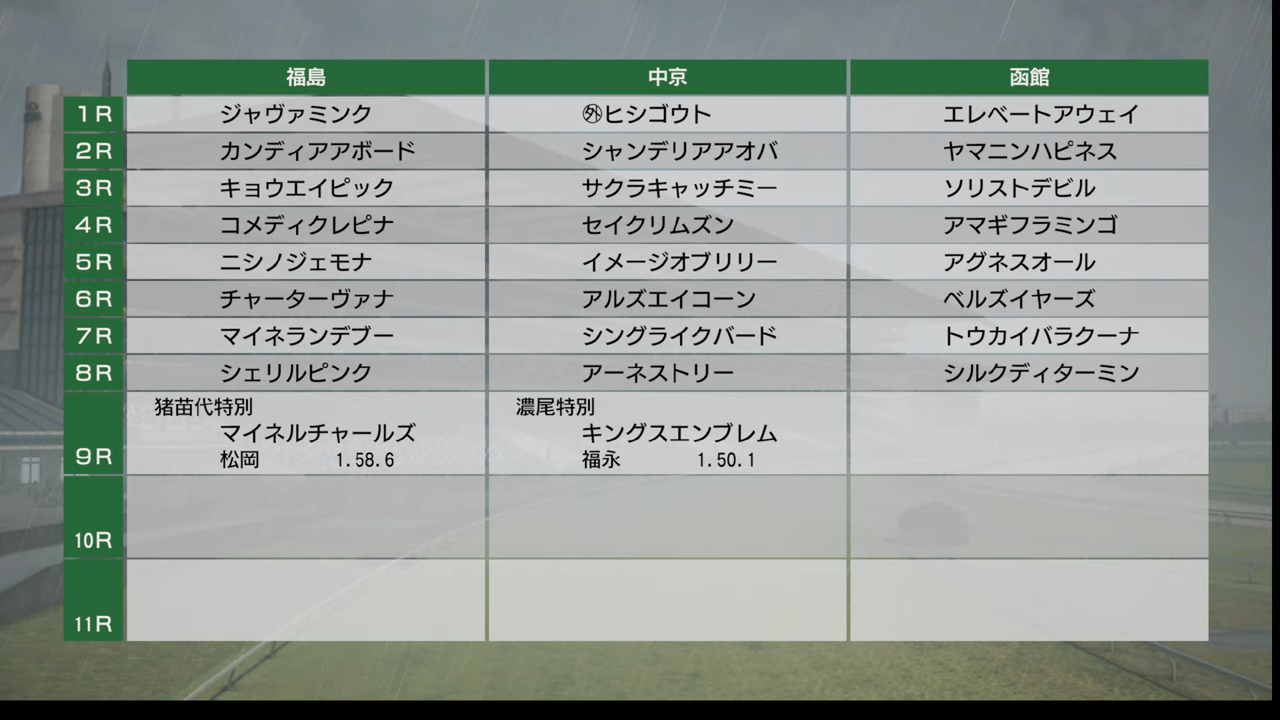 福島 中京 函館
1R ジャヴァミンク ㊕ヒシゴウト エレベートアウェイ
2R カンディアアボード シャンデリアアオバ ヤマニンハピネス
3R キョウエイピック サクラキャッチミー ソリストデビル
4R コメディクレピナ セイクリムズン アマギフラミンゴ
5R ニシノジェモナ イメージオブリリー アグネスオール
6R チャーターヴァナ アルズエイコーン ベルズイヤーズ
7R マイネランデブー シングライクバード トウカイバラクーナ
8R シェリルピンク アーネストリー シルクディターミン
猪苗代特別 濃尾特別
マイネルチャールズ キングスエンブレム
9R 松岡 1.58.6 福永 1.50.1
10R
11R